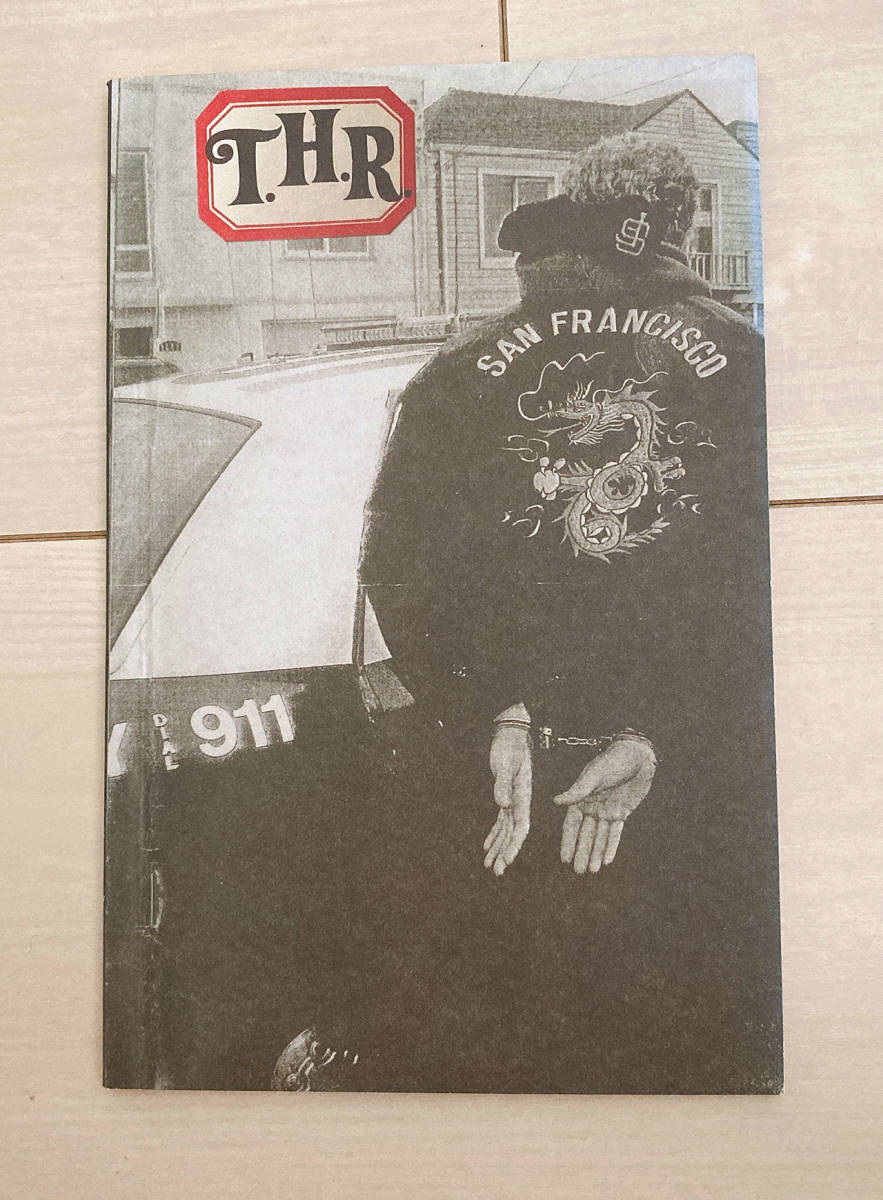 T.H.R.
SAN FRANCISCO
DIAL 911